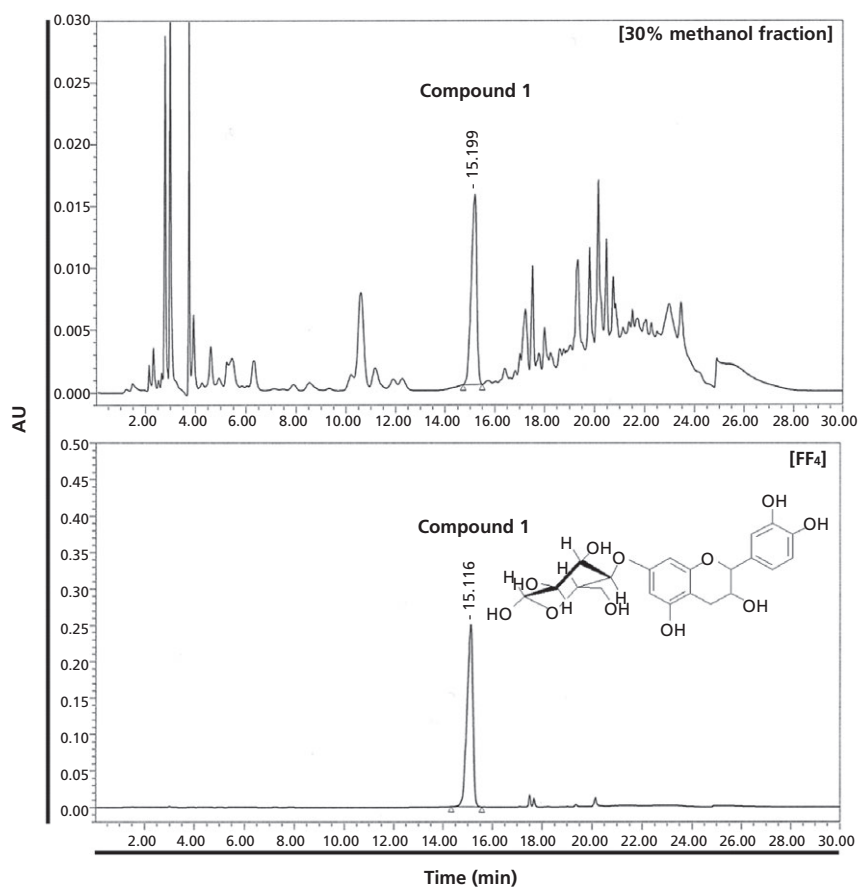 [30% methanol fraction]
Compound 1
- 15.199
0.030
0.025
0.020
0.015
0.010
0.005
0.000
2.00 4.00 6.00 8.00 10.00 12.00 14.00 16.00 18.00 20.00 22.00 24.00 26.00 28.00 30.00
AU
[FF4]
Compound 1
- 15.116
0.50
0.45
0.40
0.35
0.30
0.25
0.20
0.15
0.10
0.05
0.00
OH
OH
O
OH
OH
O
H
OH
H
H
HO
H
HO
O
H
OH
2.00 4.00 6.00 8.00 10.00 12.00 14.00 16.00 18.00 20.00 22.00 24.00 26.00 28.00 30.00
Time (min)